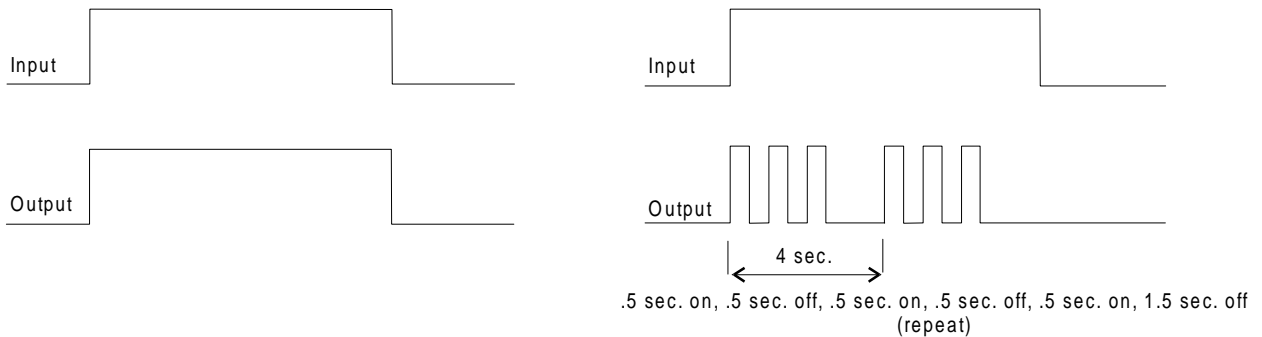 Input
Output
Input
Output
4 sec.
.5 sec. on, .5 sec. off, .5 sec. on, .5 sec. off, .5 sec. on, 1.5 sec. off
(repeat)